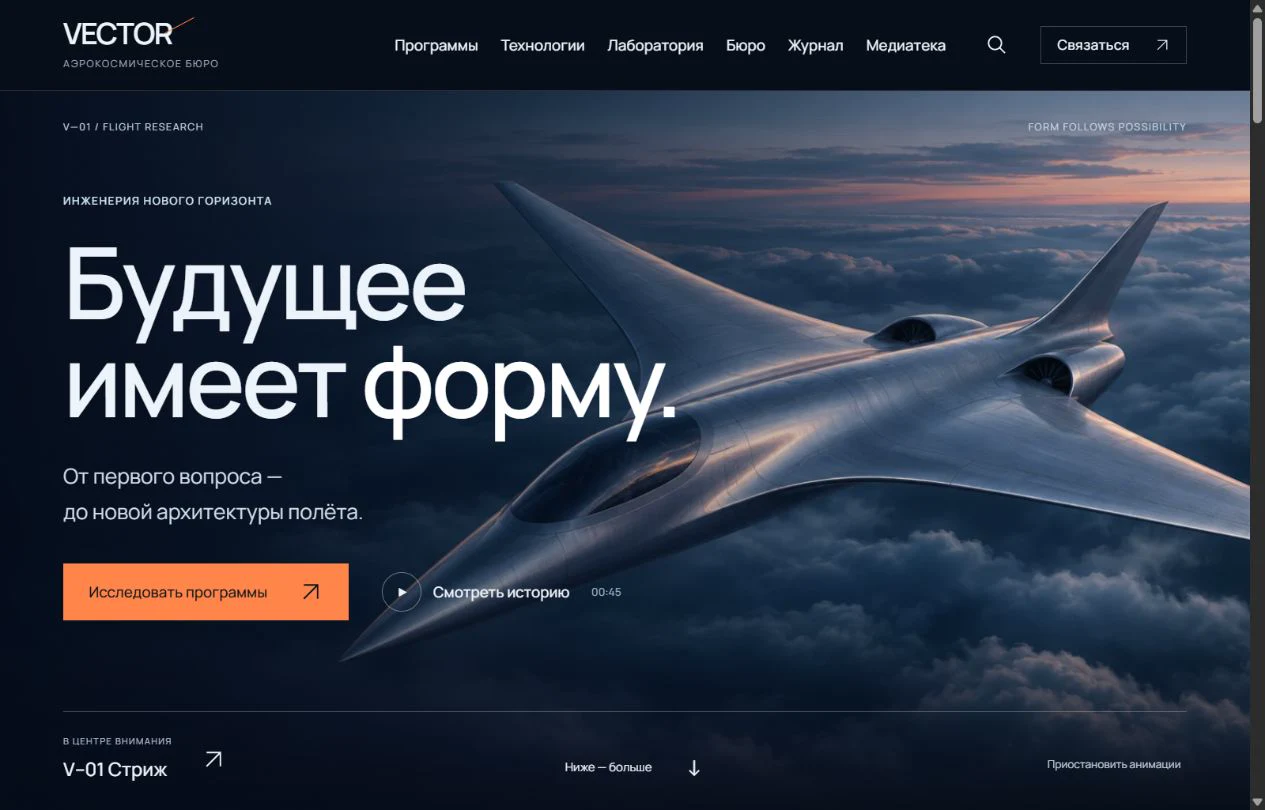 VECTOR
АЭРОКОСМИЧЕСКОЕ БЮРО
Программы Технологии Лаборатория Бюро Журнал Медиатека
Связаться
V—01 / FLIGHT RESEARCH
FORM FOLLOWS POSSIBILITY
ИНЖЕНЕРИЯ НОВОГО ГОРИЗОНТА
Будущее
имеет форму.
От первого вопроса —
до новой архитектуры полёта.
Исследовать программы
Смотреть историю 00:45
В ЦЕНТРЕ ВНИМАНИЯ
V–01 Стриж
Ниже — больше
Приостановить анимации